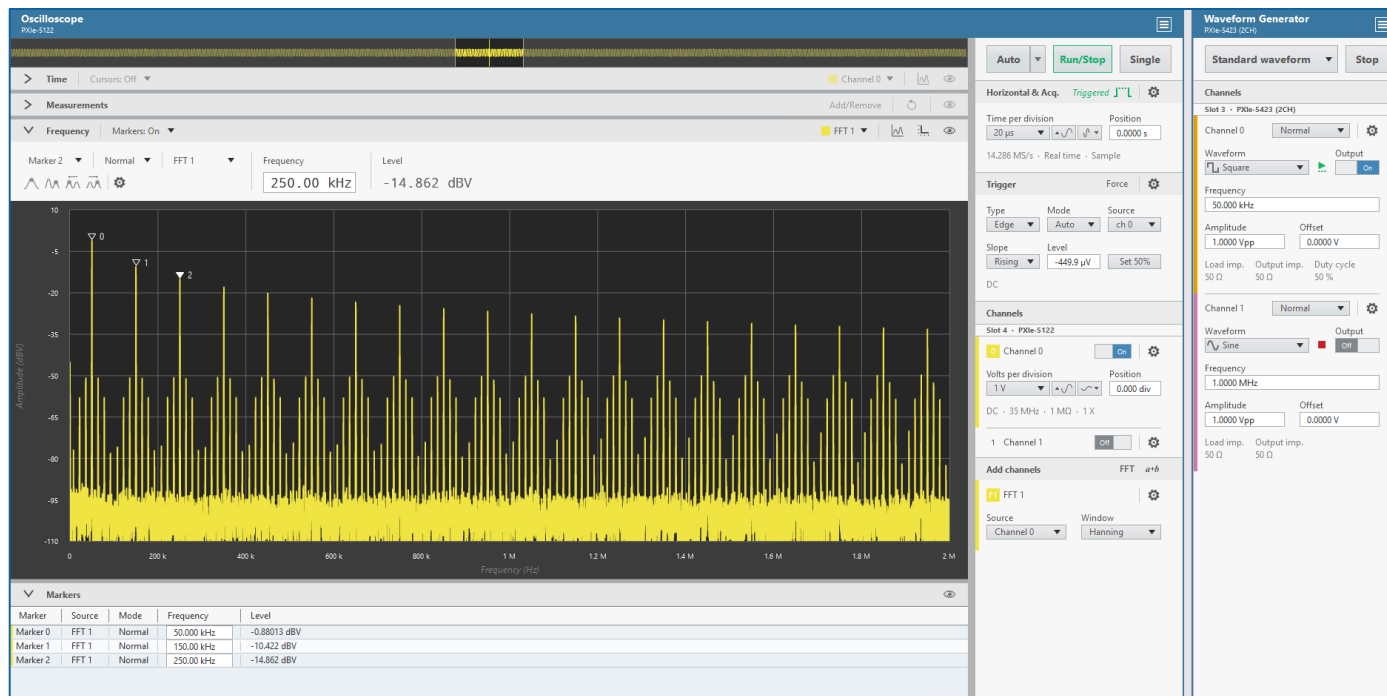 Oscilloscope
PXIe-5122
Time Cursors: Off Channel 0
Measurements Add/Remove
Frequency Markers: On FFT 1
Marker 2 Normal FFT 1 Frequency Level
250.00 kHz -14.862 dBV
10
-5
-20
-35
-50
-65
-80
-95
-110
Amplitude (dBV)
0 1 2
0 200 k 400 k 600 k 800 k 1 M 1.2 M 1.4 M 1.6 M 1.8 M 2 M
Frequency (Hz)
Markers
Marker Source Mode Frequency Level
Marker 0 FFT 1 Normal 50.000 kHz -0.88013 dBV
Marker 1 FFT 1 Normal 150.00 kHz -10.422 dBV
Marker 2 FFT 1 Normal 250.00 kHz -14.862 dBV
Auto Run/Stop Single
Horizontal & Acq. Triggered
Time per division Position
20 µs 0.0000 s
14.286 MS/s · Real time · Sample
Trigger Force
Type Mode Source
Edge Auto ch 0
Slope Level
Rising -449.9 µV Set 50%
DC
Channels
Slot 4 · PXIe-5122
0 Channel 0 On
Volts per division Position
1 V 0.000 div
DC · 35 MHz · 1 MΩ · 1 X
1 Channel 1 Off
Add channels FFT a+b
F1 FFT 1
Source Window
Channel 0 Hanning
Waveform Generator
PXIe-5423 (2CH)
Standard waveform Stop
Channels
Slot 3 · PXIe-5423 (2CH)
Channel 0 Normal
Waveform Output
Square On
Frequency
50.000 kHz
Amplitude Offset
1.0000 Vpp 0.0000 V
Load imp. Output imp. Duty cycle
50 Ω 50 Ω 50 %
Channel 1 Normal
Waveform Output
Sine Off
Frequency
1.0000 MHz
Amplitude Offset
1.0000 Vpp 0.0000 V
Load imp. Output imp.
50 Ω 50 Ω